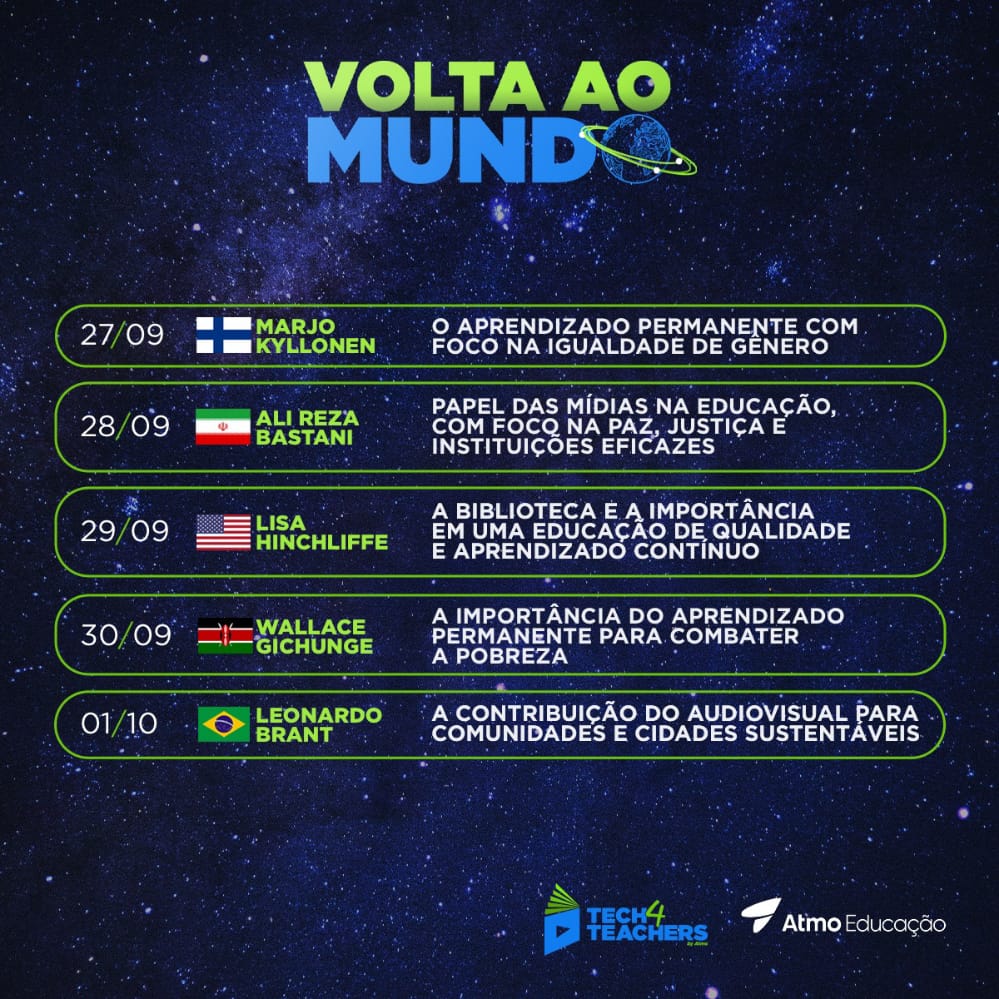 VOLTA AO
MUNDO
27/09
MARJO
KYLLONEN
O APRENDIZADO PERMANENTE COM
FOCO NA IGUALDADE DE GÊNERO
28/09
ALI REZA
BASTANI
PAPEL DAS MÍDIAS NA EDUCAÇÃO,
COM FOCO NA PAZ, JUSTIÇA E
INSTITUIÇÕES EFICAZES
29/09
LISA
HINCHLIFFE
A BIBLIOTECA E A IMPORTÂNCIA
EM UMA EDUCAÇÃO DE QUALIDADE
E APRENDIZADO CONTÍNUO
30/09
WALLACE
GICHUNGE
A IMPORTÂNCIA DO APRENDIZADO
PERMANENTE PARA COMBATER
A POBREZA
01/10
LEONARDO
BRANT
A CONTRIBUIÇÃO DO AUDIOVISUAL PARA
COMUNIDADES E CIDADES SUSTENTÁVEIS
TECH4
TEACHERS
by Atmo
Atmo Educação